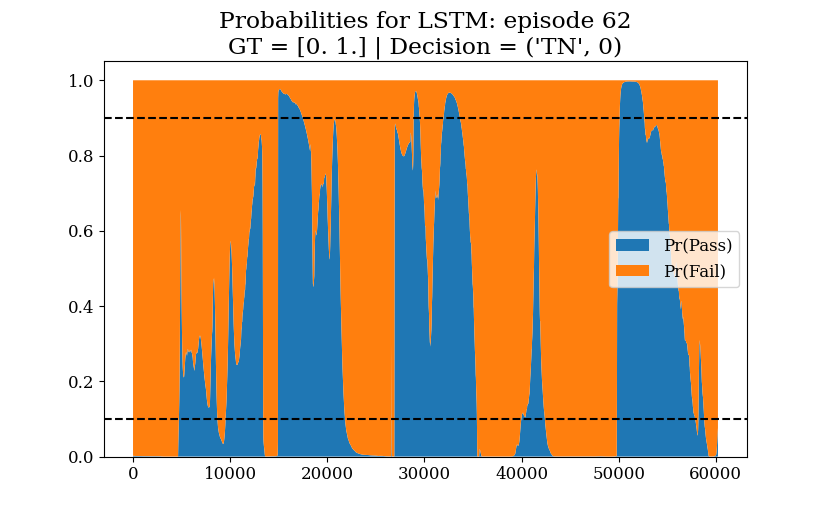 Probabilities for LSTM: episode 62
GT = [0. 1.] | Decision = ('TN', 0)
1.0
0.8
0.6
0.4
0.2
0.0
Pr(Pass)
Pr(Fail)
0 10000 20000 30000 40000 50000 60000